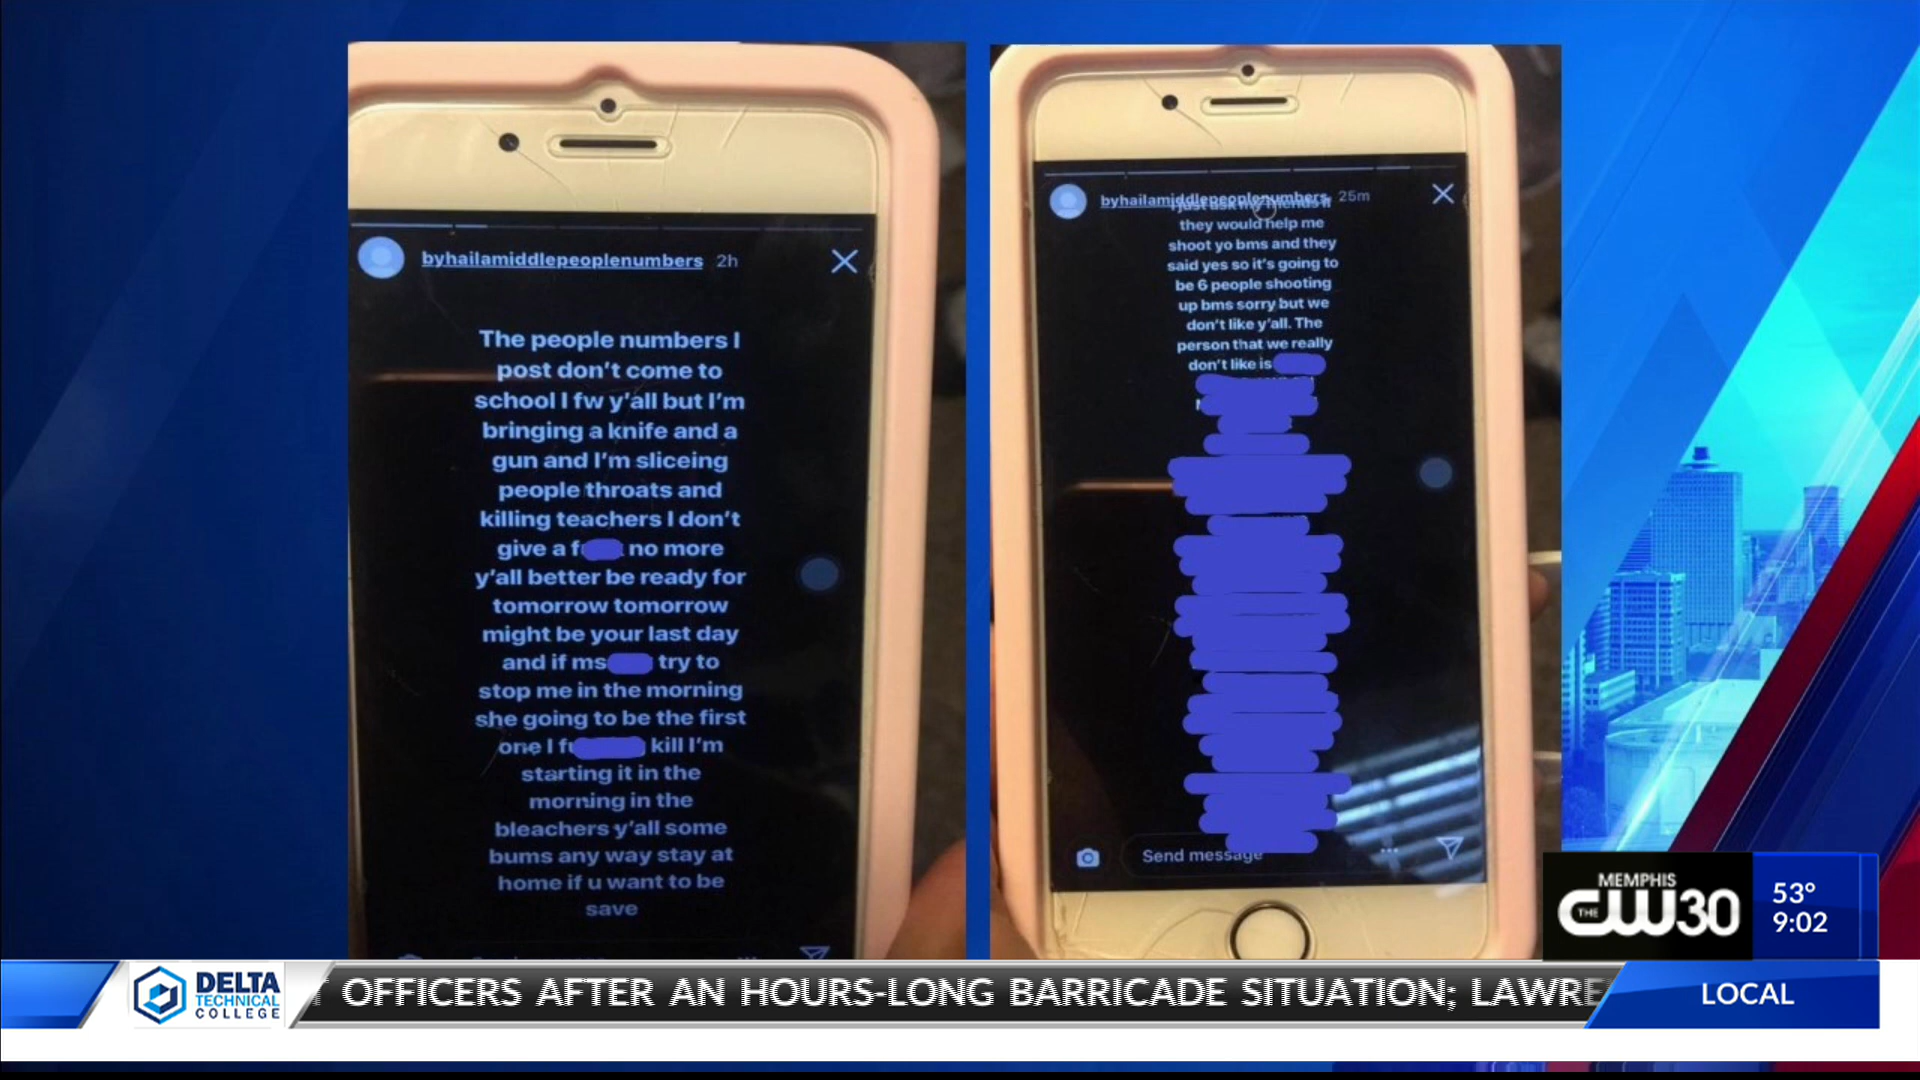 byhailamiddlepeoplenumbers 2h
The people numbers I
post don't come to
school I fw y'all but I'm
bringing a knife and a
gun and I'm sliceing
people throats and
killing teachers I don't
give a f no more
y'all better be ready for
tomorrow tomorrow
might be your last day
and if ms try to
stop me in the morning
she going to be the first
one I fu kill I'm
starting it in the
morning in the
bleachers y'all some
bums any way stay at
home if u want to be
save
byhailamiddlepeoplenumbers 25m
I just ask my friends if
they would help me
shoot yo bms and they
said yes so it's going to
be 6 people shooting
up bms sorry but we
don't like y'all. The
person that we really
don't like is
Send message
MEMPHIS
THE CW30
53°
9:02
DELTA
TECHNICAL
COLLEGE
T OFFICERS AFTER AN HOURS-LONG BARRICADE SITUATION; LAWRE
LOCAL